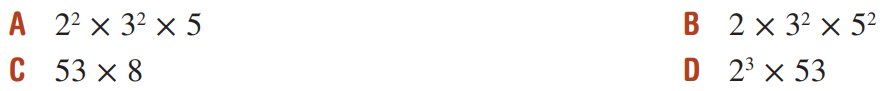 A 2² × 3² × 5 B 2 × 3² × 5²
C 53 × 8 D 2³ × 53